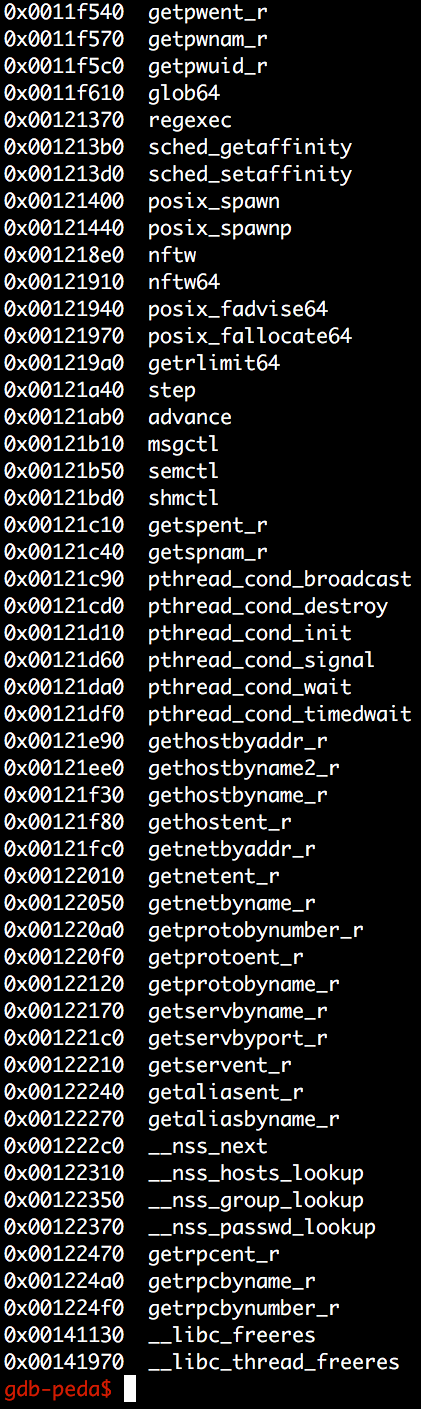 0x0011f540  getpwent_r
0x0011f570  getpwnam_r
0x0011f5c0  getpwuid_r
0x0011f610  glob64
0x00121370  regexec
0x001213b0  sched_getaffinity
0x001213d0  sched_setaffinity
0x00121400  posix_spawn
0x00121440  posix_spawnp
0x001218e0  nftw
0x00121910  nftw64
0x00121940  posix_fadvise64
0x00121970  posix_fallocate64
0x001219a0  getrlimit64
0x00121a40  step
0x00121ab0  advance
0x00121b10  msgctl
0x00121b50  semctl
0x00121bd0  shmctl
0x00121c10  getspent_r
0x00121c40  getspnam_r
0x00121c90  pthread_cond_broadcast
0x00121cd0  pthread_cond_destroy
0x00121d10  pthread_cond_init
0x00121d60  pthread_cond_signal
0x00121da0  pthread_cond_wait
0x00121df0  pthread_cond_timedwait
0x00121e90  gethostbyaddr_r
0x00121ee0  gethostbyname2_r
0x00121f30  gethostbyname_r
0x00121f80  gethostent_r
0x00121fc0  getnetbyaddr_r
0x00122010  getnetent_r
0x00122050  getnetbyname_r
0x001220a0  getprotobynumber_r
0x001220f0  getprotoent_r
0x00122120  getprotobyname_r
0x00122170  getservbyname_r
0x001221c0  getservbyport_r
0x00122210  getservent_r
0x00122240  getaliasent_r
0x00122270  getaliasbyname_r
0x001222c0  __nss_next
0x00122310  __nss_hosts_lookup
0x00122350  __nss_group_lookup
0x00122370  __nss_passwd_lookup
0x00122470  getrpcent_r
0x001224a0  getrpcbyname_r
0x001224f0  getrpcbynumber_r
0x00141130  __libc_freeres
0x00141970  __libc_thread_freeres
gdb-peda$